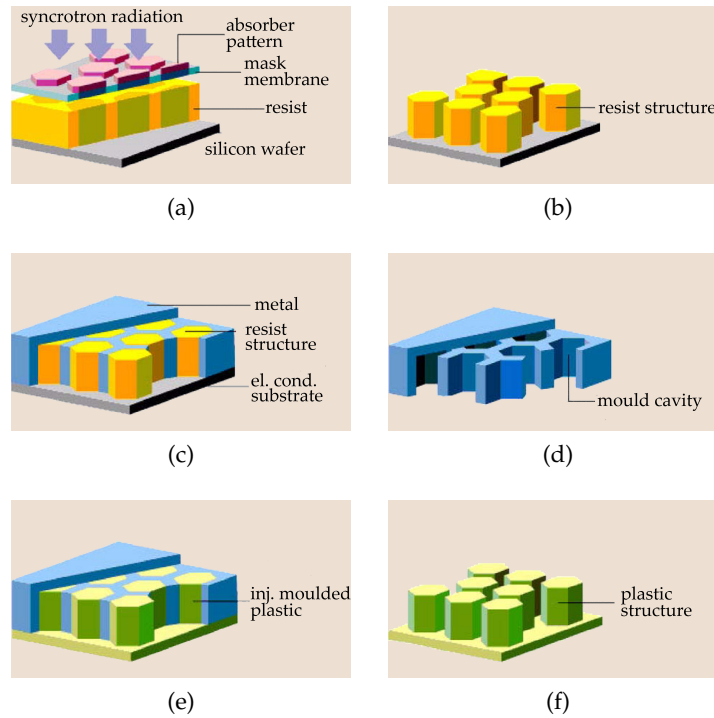 syncrotron radiation
absorber
pattern
mask
membrane
resist
silicon wafer
(a)
resist structure
(b)
metal
resist
structure
el. cond.
substrate
(c)
mould cavity
(d)
inj. moulded
plastic
(e)
plastic
structure
(f)